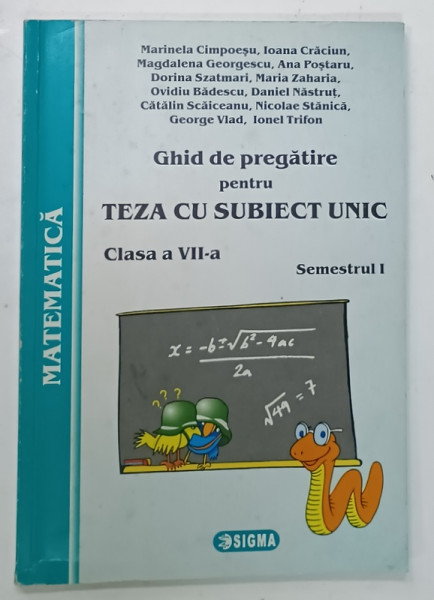 Marinela Cimpoeşu, Ioana Crăciun,
Magdalena Georgescu, Ana Poştaru,
Dorina Szatmari, Maria Zaharia,
Ovidiu Bădescu, Daniel Năstruţ,
Cătălin Scăiceanu, Nicolae Stănică,
George Vlad, Ionel Trifon
Ghid de pregătire
pentru
TEZA CU SUBIECT UNIC
Clasa a VII-a
Semestrul I
MATEMATICĂ
x = -b±√b²-4ac
2a
√49 = 7
? ? ?
SIGMA